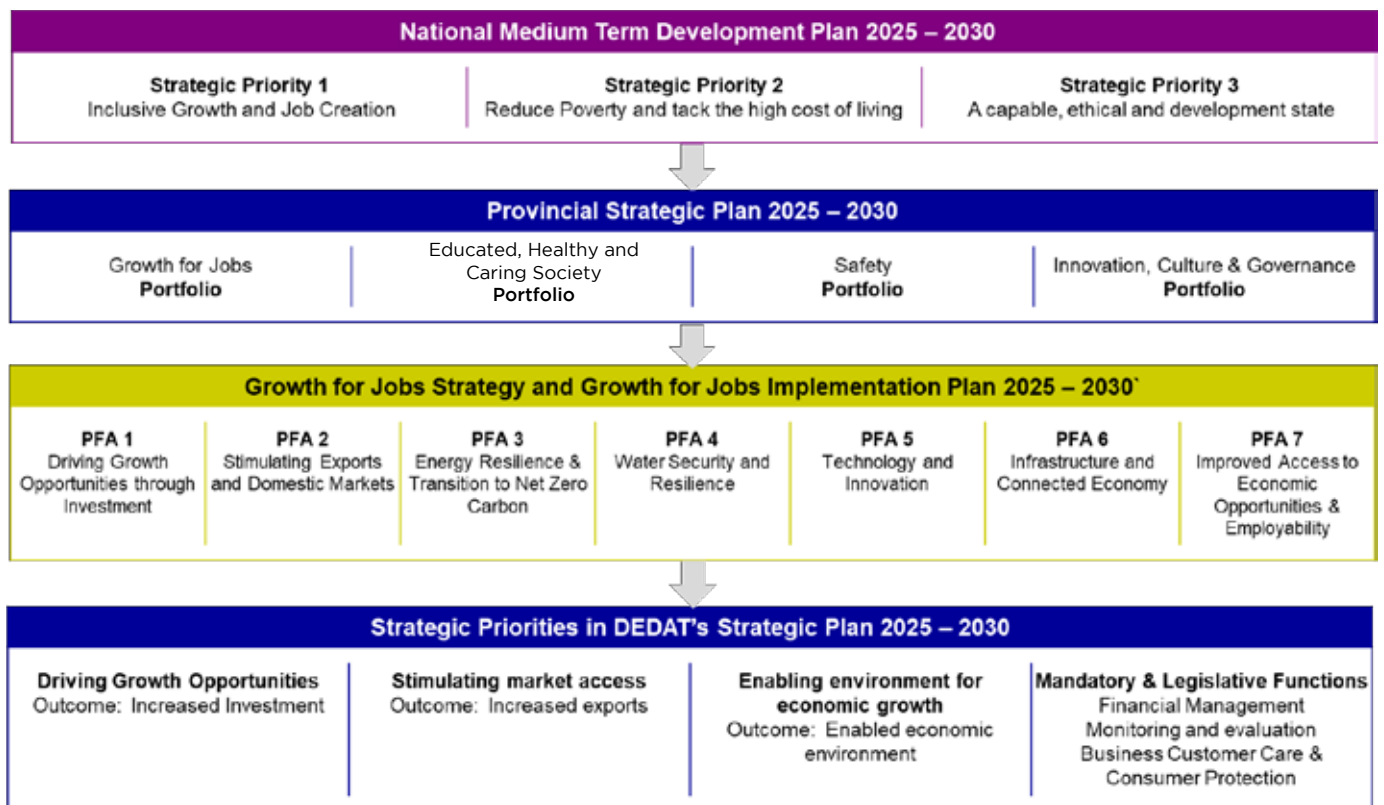 National Medium Term Development Plan 2025 – 2030
Strategic Priority 1
Inclusive Growth and Job Creation
Strategic Priority 2
Reduce Poverty and tack the high cost of living
Strategic Priority 3
A capable, ethical and development state
Provincial Strategic Plan 2025 – 2030
Growth for Jobs
Portfolio
Educated, Healthy and
Caring Society
Portfolio
Safety
Portfolio
Innovation, Culture & Governance
Portfolio
Growth for Jobs Strategy and Growth for Jobs Implementation Plan 2025 – 2030`
PFA 1
Driving Growth
Opportunities through
Investment
PFA 2
Stimulating Exports
and Domestic Markets
PFA 3
Energy Resilience &
Transition to Net Zero
Carbon
PFA 4
Water Security and
Resilience
PFA 5
Technology and
Innovation
PFA 6
Infrastructure and
Connected Economy
PFA 7
Improved Access to
Economic
Opportunities &
Employability
Strategic Priorities in DEDAT's Strategic Plan 2025 – 2030
Driving Growth Opportunities
Outcome: Increased Investment
Stimulating market access
Outcome: Increased exports
Enabling environment for
economic growth
Outcome: Enabled economic
environment
Mandatory & Legislative Functions
Financial Management
Monitoring and evaluation
Business Customer Care &
Consumer Protection